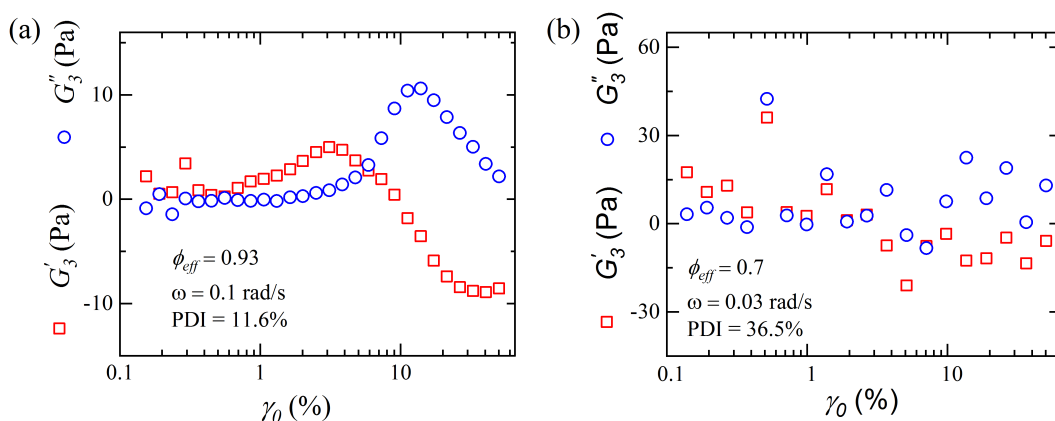 (a)
G₃′ (Pa) G₃″ (Pa)
10
0
-10
ϕeff = 0.93
ω = 0.1 rad/s
PDI = 11.6%
0.1 1 10
γ₀ (%)
(b)
G₃′ (Pa) G₃″ (Pa)
60
30
0
-30
ϕeff = 0.7
ω = 0.03 rad/s
PDI = 36.5%
0.1 1 10
γ₀ (%)